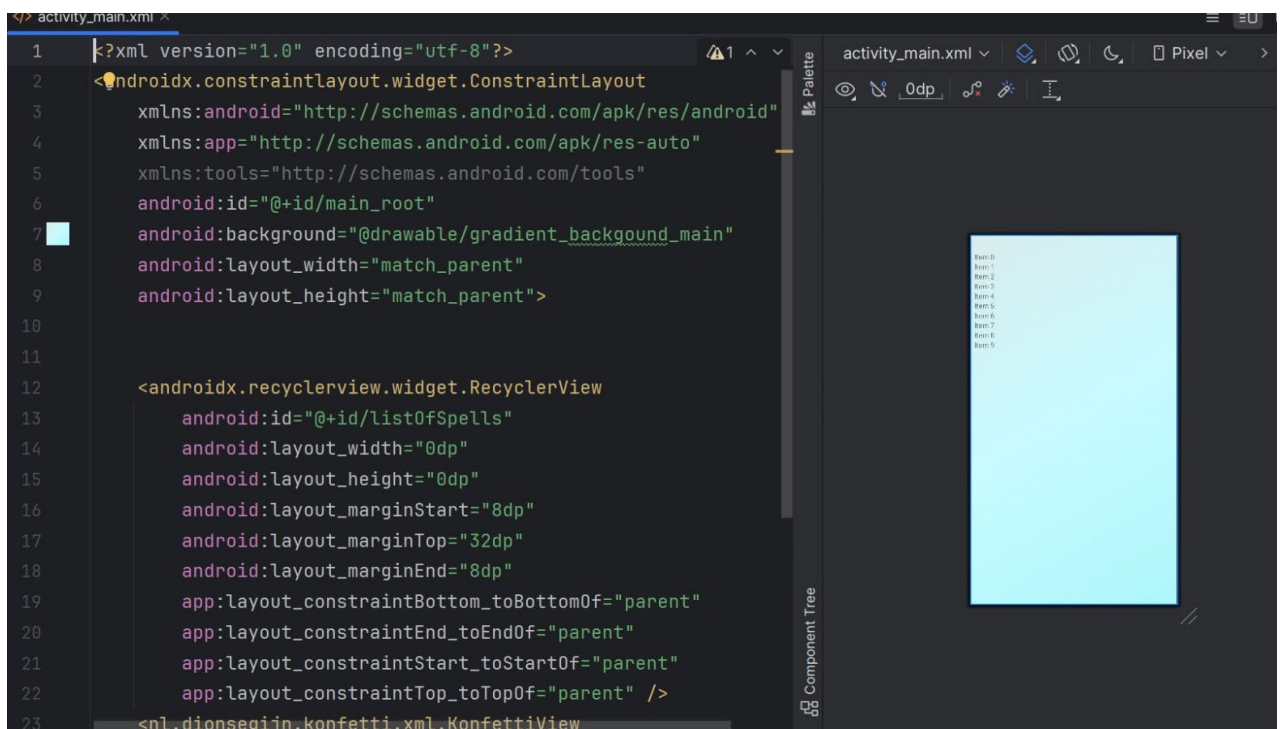 </> activity_main.xml ×
1 <?xml version="1.0" encoding="utf-8"?> 1
2 <androidx.constraintlayout.widget.ConstraintLayout
3 xmlns:android="http://schemas.android.com/apk/res/android"
4 xmlns:app="http://schemas.android.com/apk/res-auto"
5 xmlns:tools="http://schemas.android.com/tools"
6 android:id="@+id/main_root"
7 android:background="@drawable/gradient_backgound_main"
8 android:layout_width="match_parent"
9 android:layout_height="match_parent">
10
11
12 <androidx.recyclerview.widget.RecyclerView
13 android:id="@+id/listOfSpells"
14 android:layout_width="0dp"
15 android:layout_height="0dp"
16 android:layout_marginStart="8dp"
17 android:layout_marginTop="32dp"
18 android:layout_marginEnd="8dp"
19 app:layout_constraintBottom_toBottomOf="parent"
20 app:layout_constraintEnd_toEndOf="parent"
21 app:layout_constraintStart_toStartOf="parent"
22 app:layout_constraintTop_toTopOf="parent" />
23 <nl.dionsegijn.konfetti.xml.KonfettiView
Palette
Component Tree
activity_main.xml Pixel
0dp
Item 0
Item 1
Item 2
Item 3
Item 4
Item 5
Item 6
Item 7
Item 8
Item 9